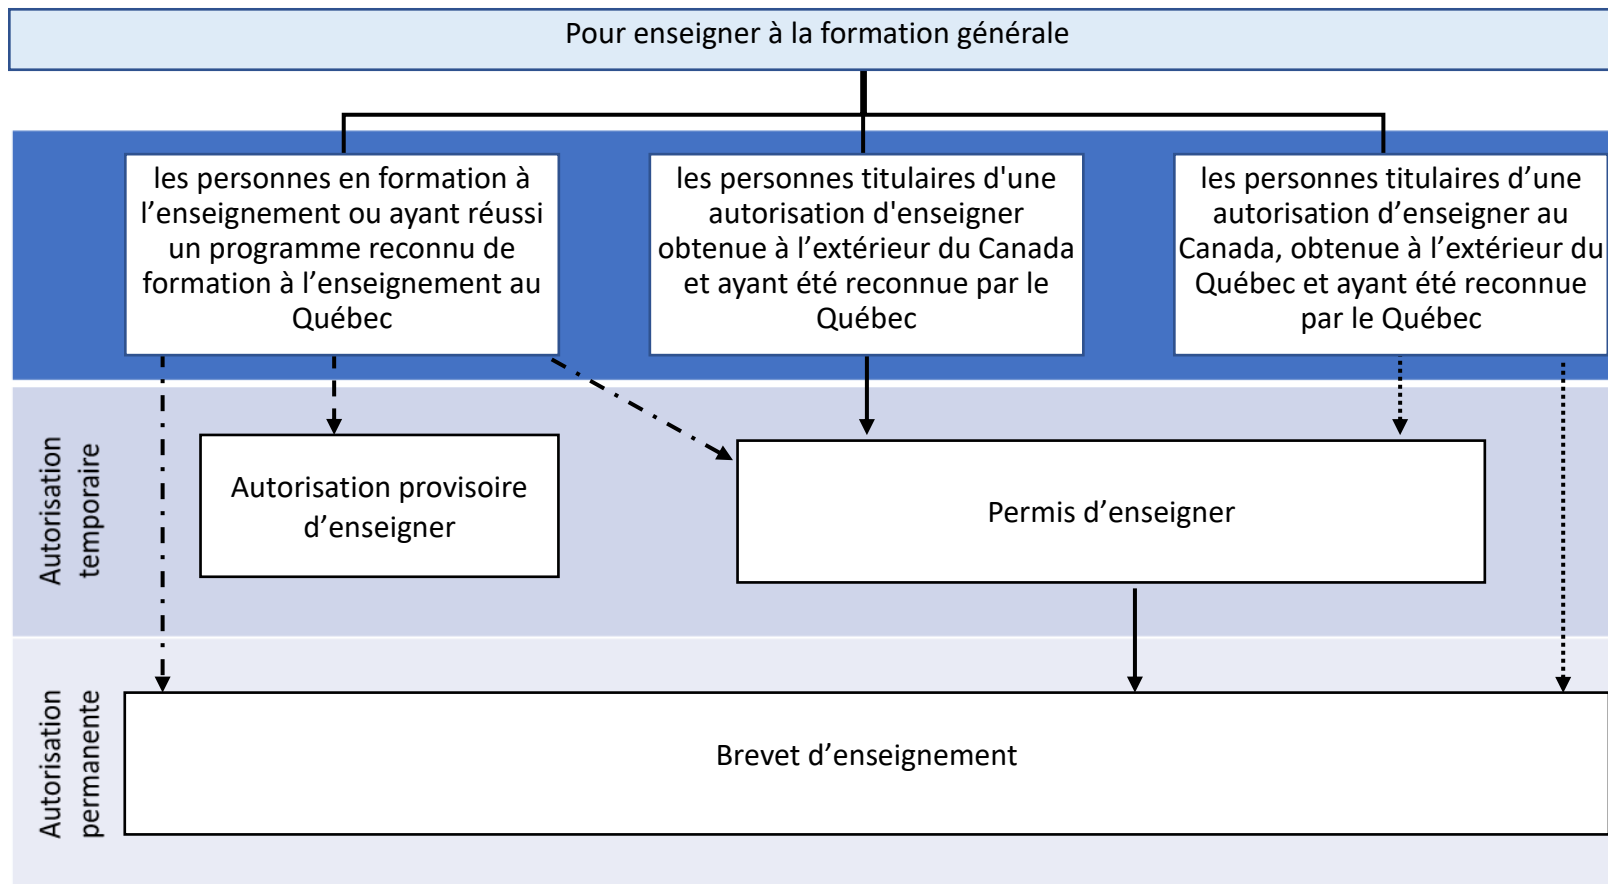 Pour enseigner à la formation générale
les personnes en formation à
l’enseignement ou ayant réussi
un programme reconnu de
formation à l’enseignement au
Québec
les personnes titulaires d'une
autorisation d'enseigner
obtenue à l’extérieur du Canada
et ayant été reconnue par le
Québec
les personnes titulaires d’une
autorisation d’enseigner au
Canada, obtenue à l’extérieur du
Québec et ayant été reconnue
par le Québec
Autorisation
temporaire
Autorisation provisoire
d’enseigner
Permis d’enseigner
Autorisation
permanente
Brevet d’enseignement